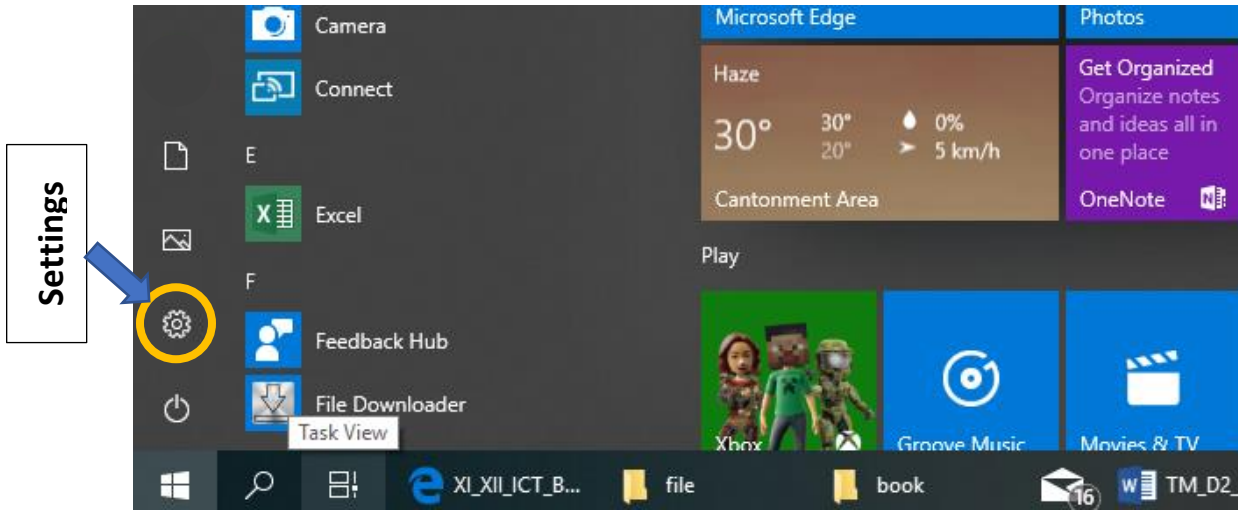 Settings
Camera
Connect
E
Excel
F
Feedback Hub
File Downloader
Task View
Microsoft Edge
Photos
Haze
30°
30°
20°
0%
5 km/h
Cantonment Area
Get Organized
Organize notes
and ideas all in
one place
OneNote
Play
Xbox
Groove Music
Movies & TV
XI_XII_ICT_B...
file
book
16
TM_D2_